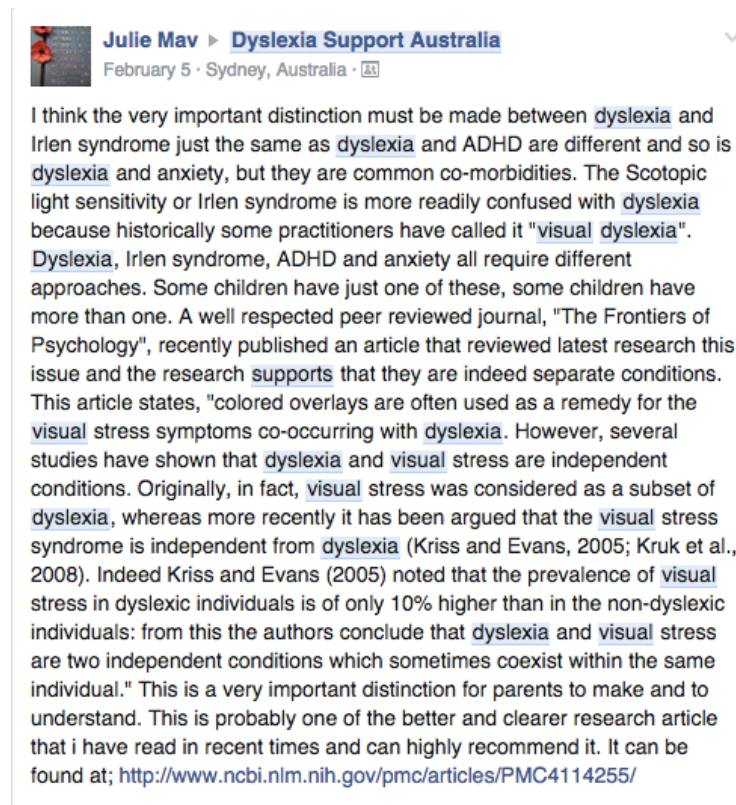 Julie Mav ▸ Dyslexia Support Australia
February 5 · Sydney, Australia ·
I think the very important distinction must be made between dyslexia and
Irlen syndrome just the same as dyslexia and ADHD are different and so is
dyslexia and anxiety, but they are common co-morbidities. The Scotopic
light sensitivity or Irlen syndrome is more readily confused with dyslexia
because historically some practitioners have called it "visual dyslexia".
Dyslexia, Irlen syndrome, ADHD and anxiety all require different
approaches. Some children have just one of these, some children have
more than one. A well respected peer reviewed journal, "The Frontiers of
Psychology", recently published an article that reviewed latest research this
issue and the research supports that they are indeed separate conditions.
This article states, "colored overlays are often used as a remedy for the
visual stress symptoms co-occurring with dyslexia. However, several
studies have shown that dyslexia and visual stress are independent
conditions. Originally, in fact, visual stress was considered as a subset of
dyslexia, whereas more recently it has been argued that the visual stress
syndrome is independent from dyslexia (Kriss and Evans, 2005; Kruk et al.,
2008). Indeed Kriss and Evans (2005) noted that the prevalence of visual
stress in dyslexic individuals is of only 10% higher than in the non-dyslexic
individuals: from this the authors conclude that dyslexia and visual stress
are two independent conditions which sometimes coexist within the same
individual." This is a very important distinction for parents to make and to
understand. This is probably one of the better and clearer research article
that i have read in recent times and can highly recommend it. It can be
found at; http://www.ncbi.nlm.nih.gov/pmc/articles/PMC4114255/